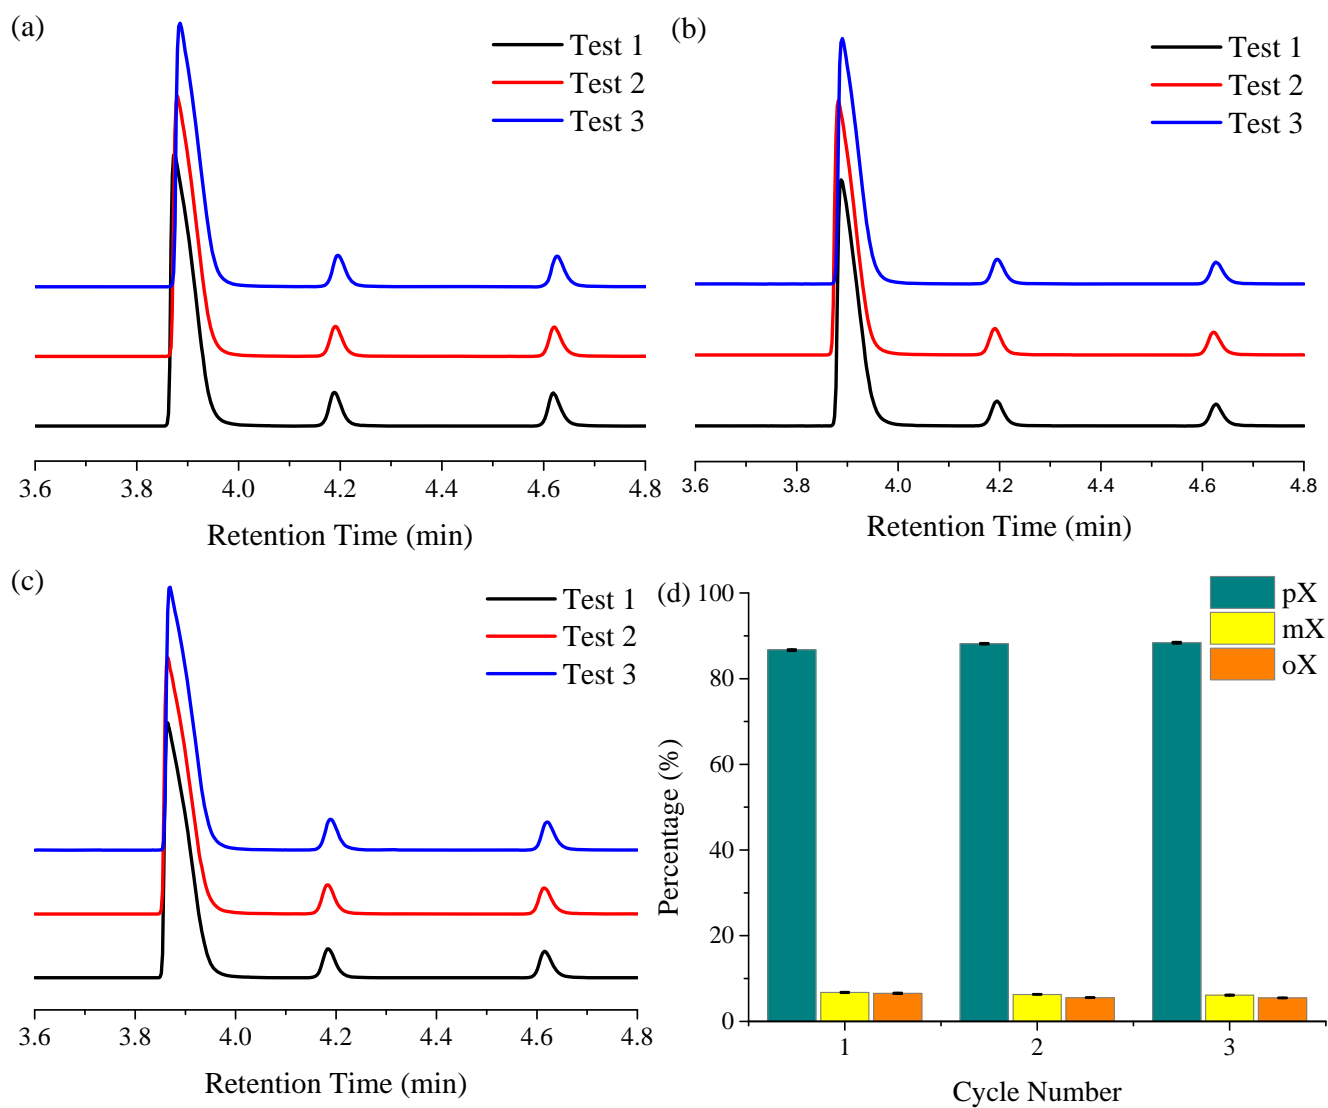 (a)
Test 1
Test 2
Test 3
3.6 3.8 4.0 4.2 4.4 4.6 4.8
Retention Time (min)
(b)
Test 1
Test 2
Test 3
3.6 3.8 4.0 4.2 4.4 4.6 4.8
Retention Time (min)
(c)
Test 1
Test 2
Test 3
3.6 3.8 4.0 4.2 4.4 4.6 4.8
Retention Time (min)
(d)
pX
mX
oX
100
80
60
40
20
0
Percentage (%)
1 2 3
Cycle Number